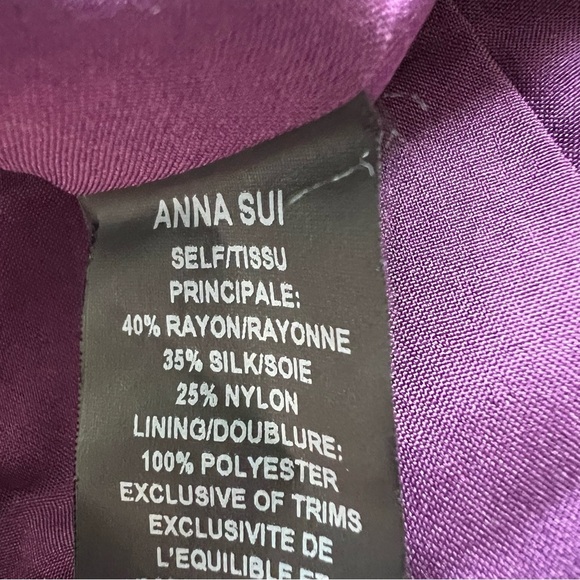 ANNA SUI
SELF/TISSU
PRINCIPALE:
40% RAYON/RAYONNE
35% SILK/SOIE
25% NYLON
LINING/DOUBLURE:
100% POLYESTER
EXCLUSIVE OF TRIMS
EXCLUSIVITE DE
L'EQUILIBLE ET